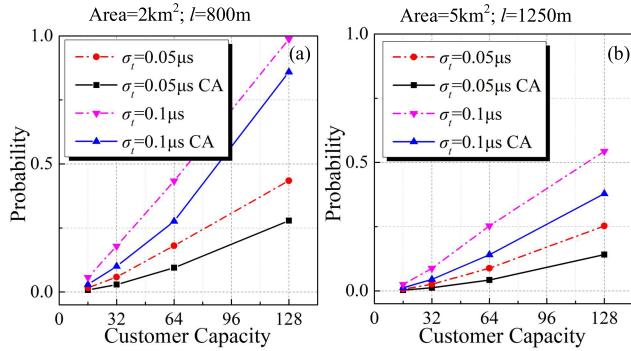 Area=2km²; l=800m
Area=5km²; l=1250m
(a)
σt=0.05μs
σt=0.05μs CA
σt=0.1μs
σt=0.1μs CA
Probability
1.0
0.5
0.0
0 32 64 96 128
Customer Capacity
(b)
σt=0.05μs
σt=0.05μs CA
σt=0.1μs
σt=0.1μs CA
Probability
1.0
0.5
0.0
0 32 64 96 128
Customer Capacity